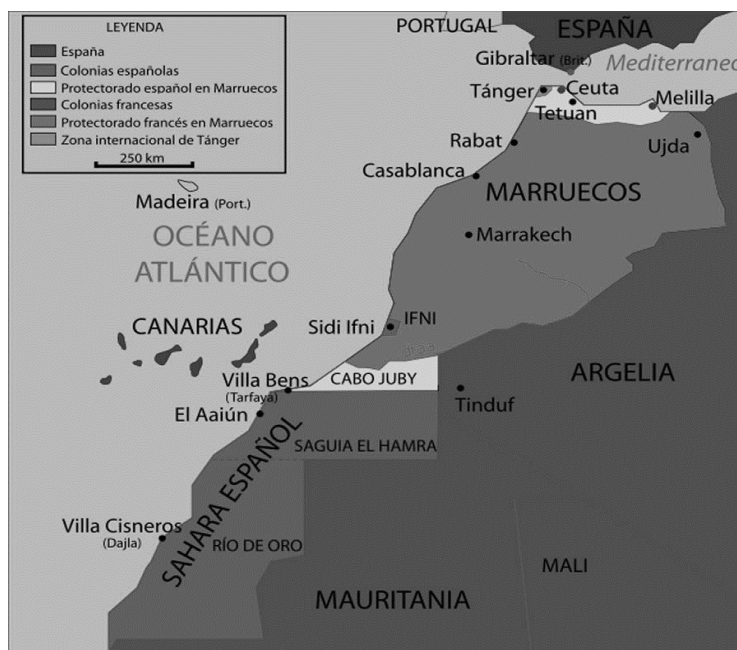 LEYENDA
España
Colonias españolas
Protectorado español en Marruecos
Colonias francesas
Protectorado francés en Marruecos
Zona internacional de Tánger
250 km
PORTUGAL
ESPAÑA
Gibraltar (Brit.)
Mediterraneo
Tánger
Ceuta
Tetuan
Melilla
Rabat
Ujda
Casablanca
MARRUECOS
Madeira (Port.)
Marrakech
OCÉANO
ATLÁNTICO
CANARIAS
Sidi Ifni
IFNI
Villa Bens
(Tarfaya)
CABO JUBY
ARGELIA
Tinduf
El Aaiún
SAGUIA EL HAMRA
SAHARA ESPAÑOL
Villa Cisneros
(Dajla)
RÍO DE ORO
MALI
MAURITANIA